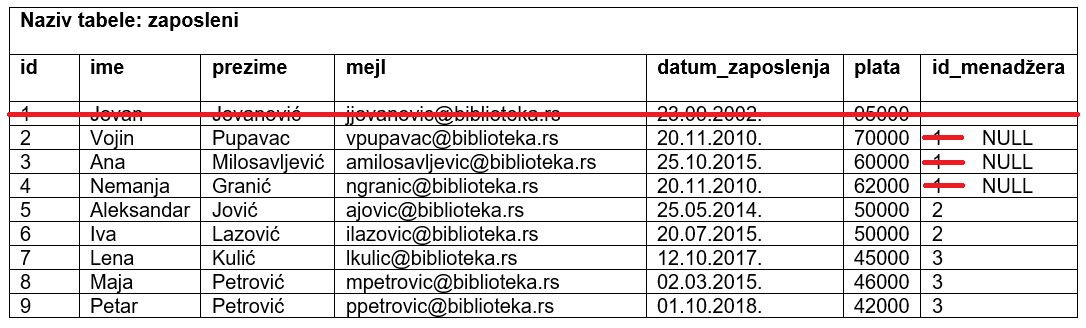 Naziv tabele: zaposleni
id ime prezime mejl datum_zaposlenja plata id_menadžera
1 Jovan Jovanović jjovanovic@biblioteka.rs 23.09.2002. 95000
2 Vojin Pupavac vpupavac@biblioteka.rs 20.11.2010. 70000 1 NULL
3 Ana Milosavljević amilosavljevic@biblioteka.rs 25.10.2015. 60000 1 NULL
4 Nemanja Granić ngranic@biblioteka.rs 20.11.2010. 62000 1 NULL
5 Aleksandar Jović ajovic@biblioteka.rs 25.05.2014. 50000 2
6 Iva Lazović ilazovic@biblioteka.rs 20.07.2015. 50000 2
7 Lena Kulić lkulic@biblioteka.rs 12.10.2017. 45000 3
8 Maja Petrović mpetrovic@biblioteka.rs 02.03.2015. 46000 3
9 Petar Petrović ppetrovic@biblioteka.rs 01.10.2018. 42000 3